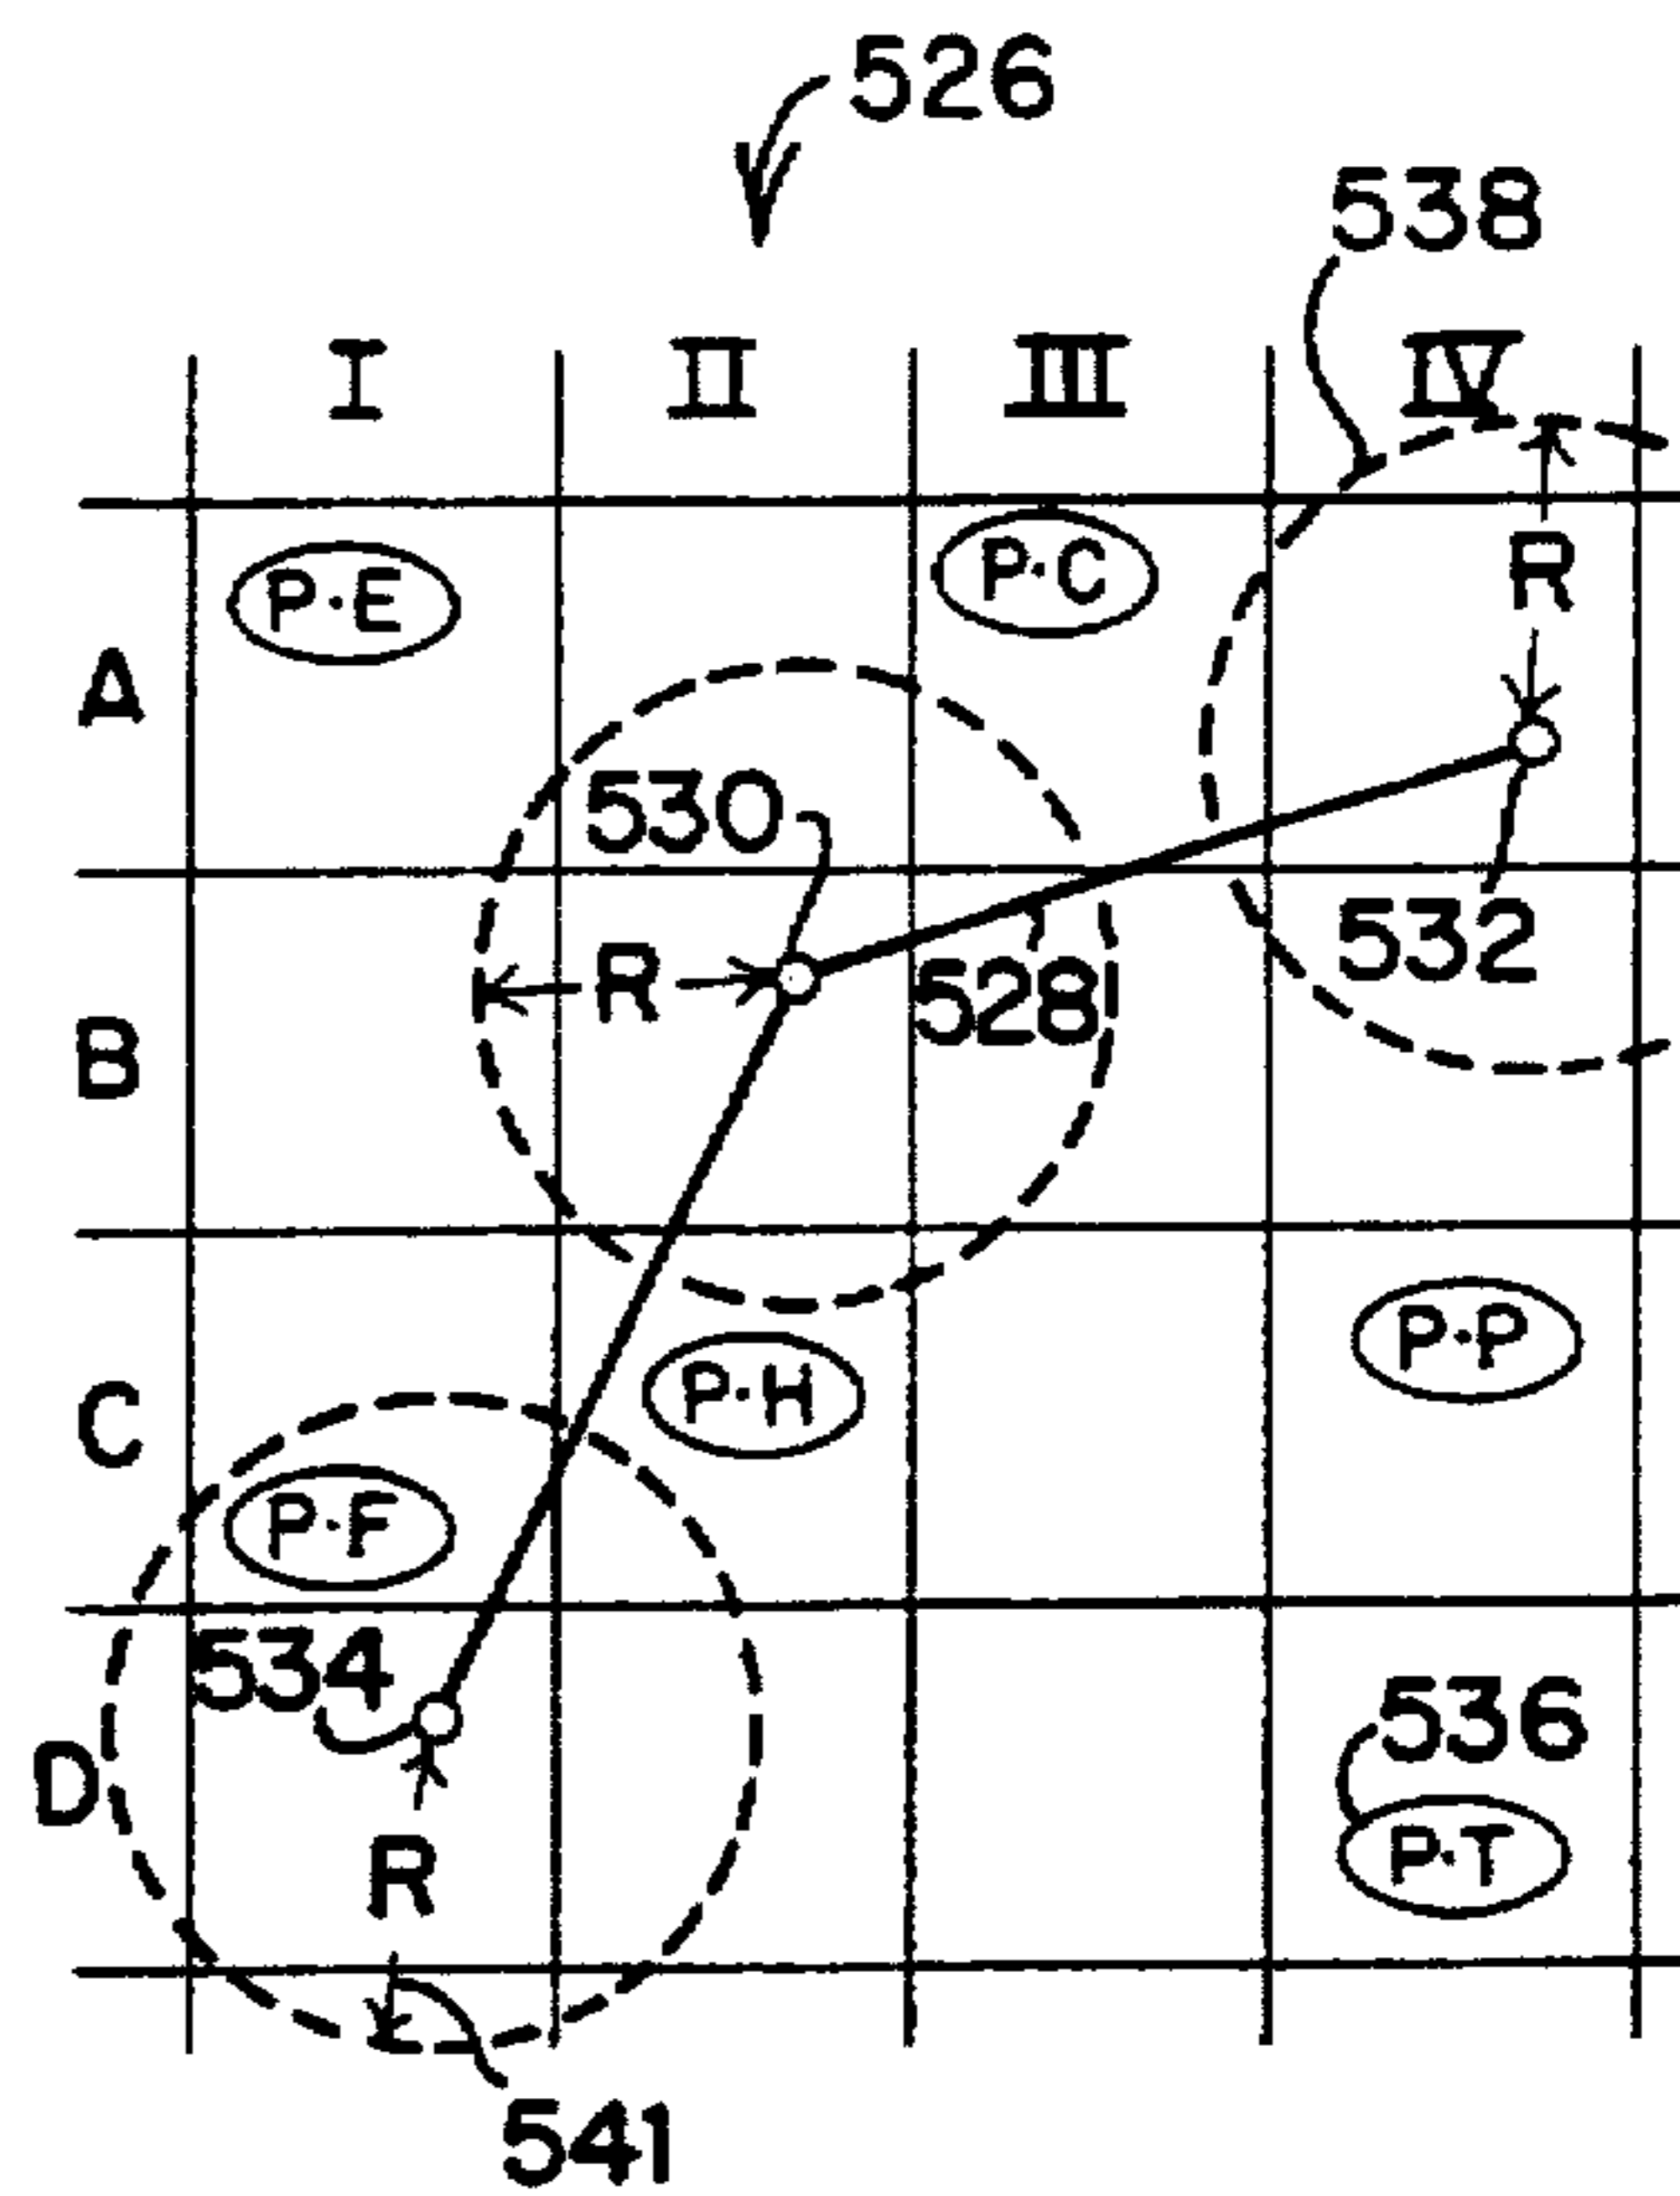 526
538
I II III IV
P·E
P·C
R
A
530
532
R
528
B
P·P
P·H
C
P·F
534
536
D
P·T
R
541